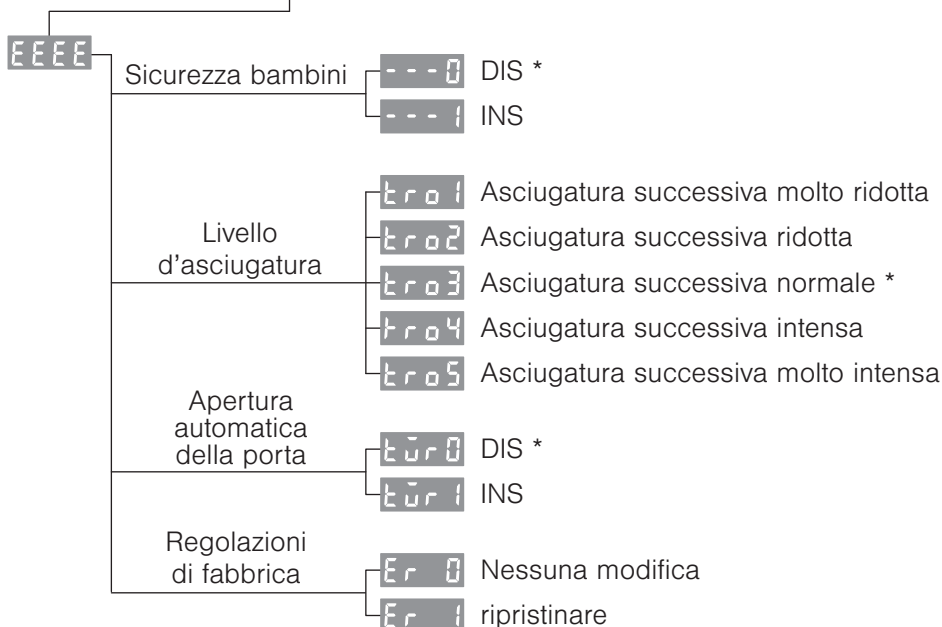 EEEE
Sicurezza bambini
---0 DIS *
---1 INS
Livello
d'asciugatura
tro1 Asciugatura successiva molto ridotta
tro2 Asciugatura successiva ridotta
tro3 Asciugatura successiva normale *
tro4 Asciugatura successiva intensa
tro5 Asciugatura successiva molto intensa
Apertura
automatica
della porta
tür0 DIS *
tür1 INS
Regolazioni
di fabbrica
Er 0 Nessuna modifica
Er 1 ripristinare